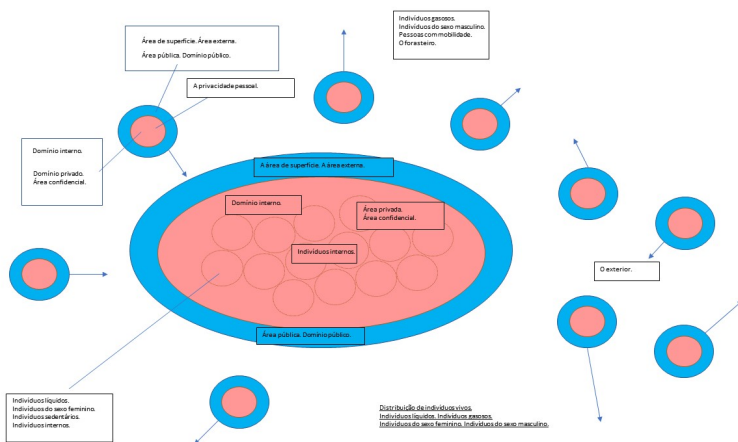 Indivíduos gasosos.
Indivíduos do sexo masculino.
Pessoas com mobilidade.
O forasteiro.
Área de superfície. Área externa.
Área pública. Domínio público.
A privacidade pessoal.
Domínio interno.
Domínio privado.
Área confidencial.
A área de superfície. A área externa.
Domínio interno.
Área privada.
Área confidencial.
Indivíduos internos.
O exterior.
Área pública. Domínio público.
Indivíduos líquidos.
Indivíduos do sexo feminino.
Indivíduos sedentários.
Indivíduos internos.
Distribuição de indivíduos vivos.
Indivíduos líquidos. Indivíduos gasosos.
Indivíduos do sexo feminino. Indivíduos do sexo masculino.